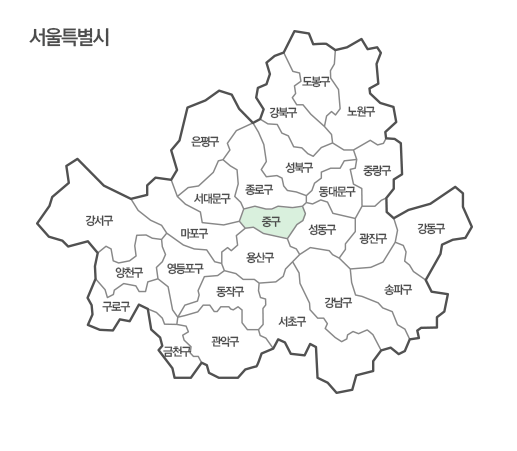 서울특별시
도봉구
강북구
노원구
은평구
성북구
중랑구
서대문구
종로구
동대문구
강서구
마포구
중구
성동구
광진구
강동구
용산구
양천구
영등포구
동작구
송파구
구로구
강남구
서초구
관악구
금천구